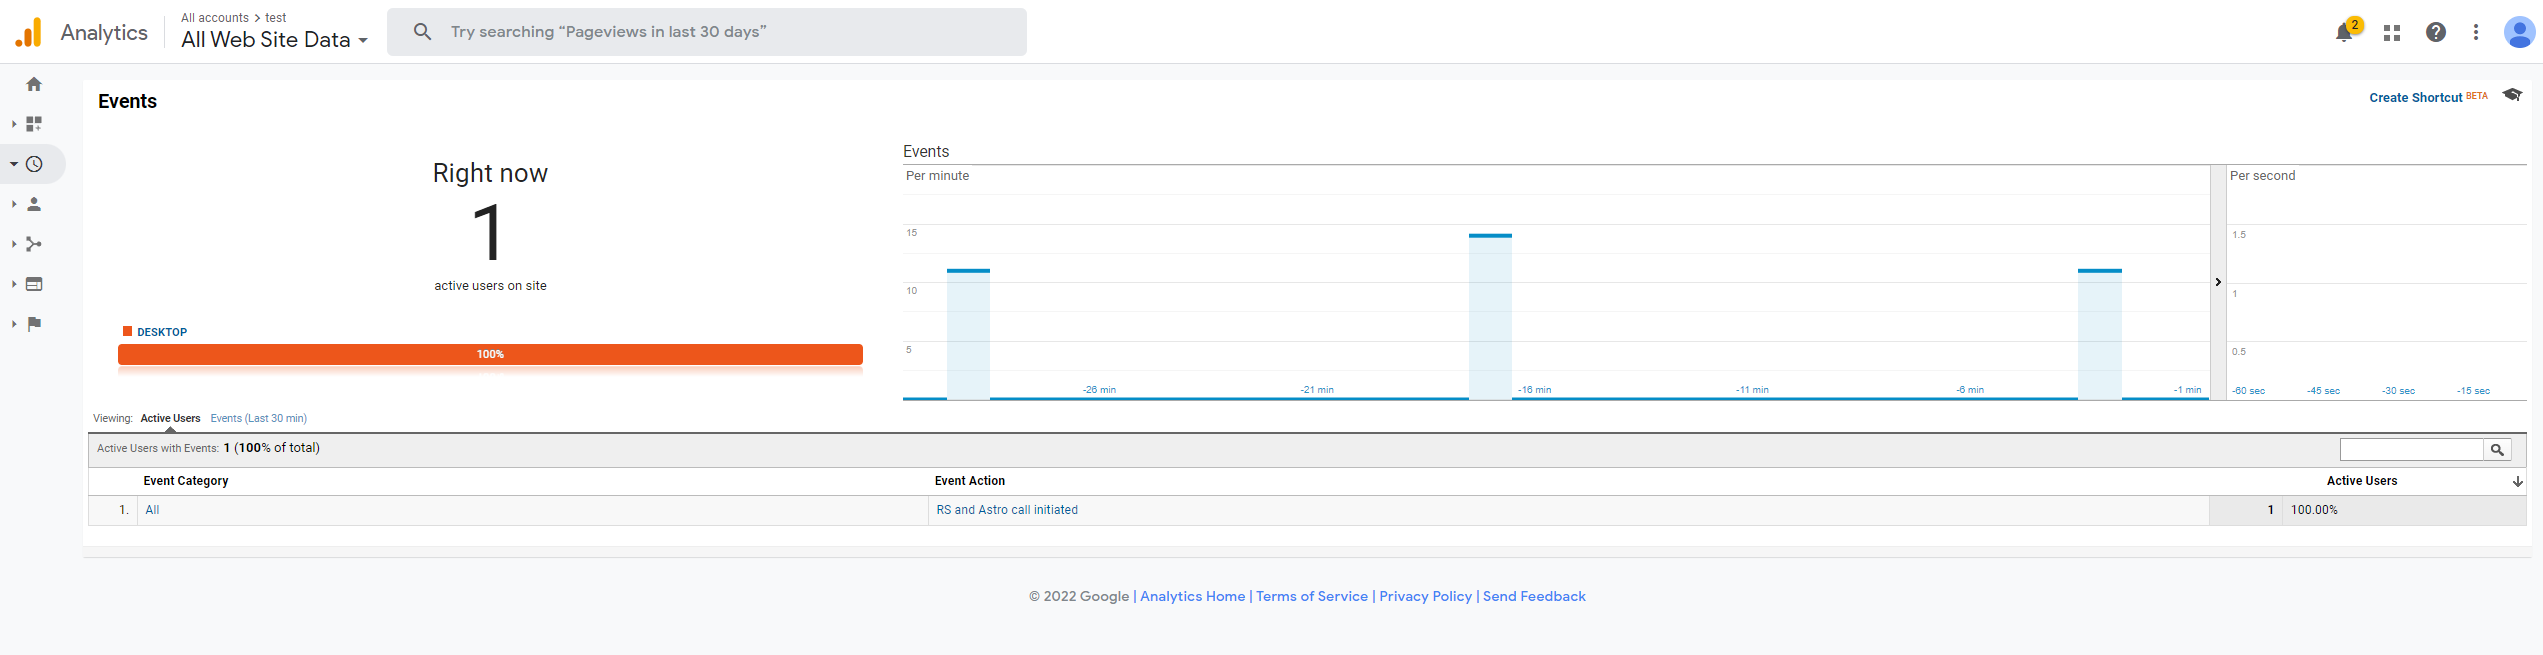 Analytics
All accounts > test
All Web Site Data
Try searching “Pageviews in last 30 days”
2
Events
Create Shortcut BETA
Right now
1
active users on site
DESKTOP
100%
Events
Per minute
Per second
15
10
5
-26 min
-21 min
-16 min
-11 min
-6 min
-1 min
1.5
1
0.5
-60 sec
-45 sec
-30 sec
-15 sec
Viewing: Active Users Events (Last 30 min)
Active Users with Events: 1 (100% of total)
Event Category Event Action Active Users
1. All RS and Astro call initiated 1 100.00%
© 2022 Google | Analytics Home | Terms of Service | Privacy Policy | Send Feedback